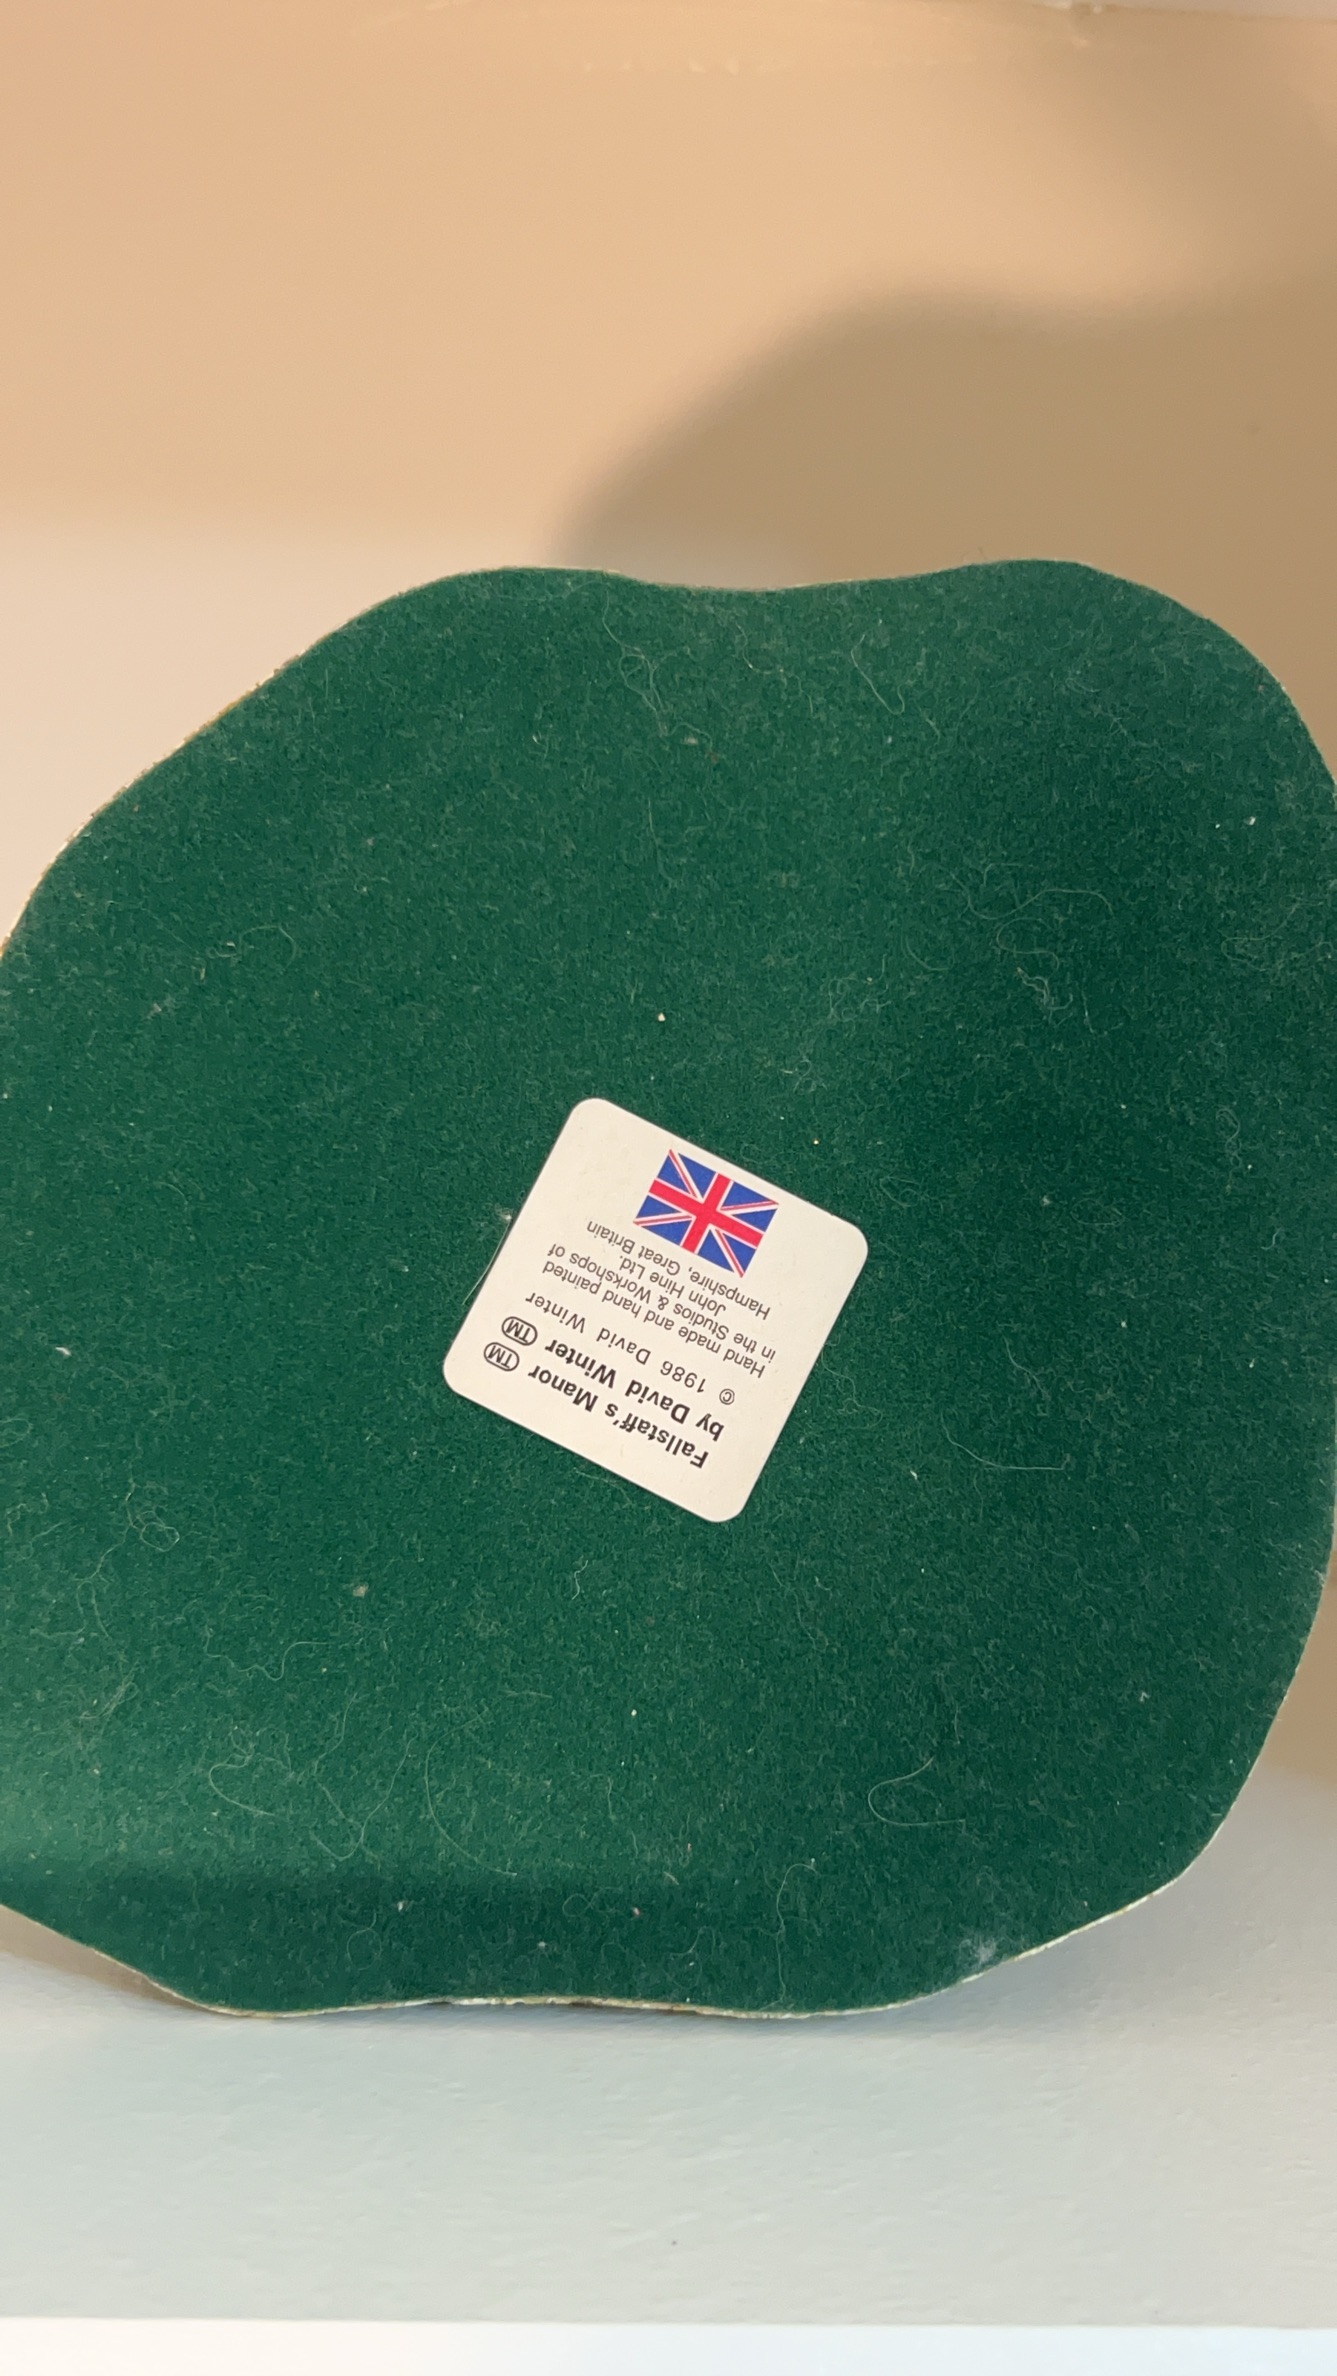 Fallstaff's Manor TM
by David Winter TM
© 1986 David Winter
Hand made and hand painted
in the Studios & Workshops of
John Hine Ltd.
Hampshire, Great Britain